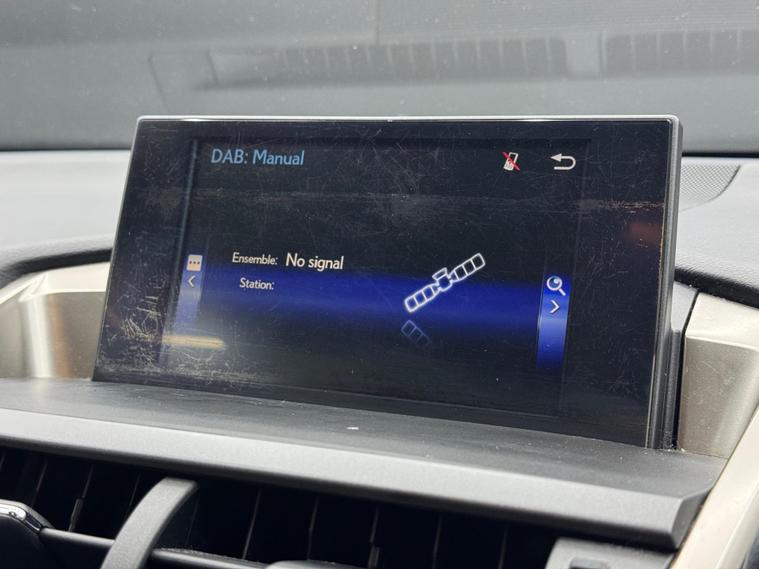 DAB: Manual
Ensemble: No signal
Station: